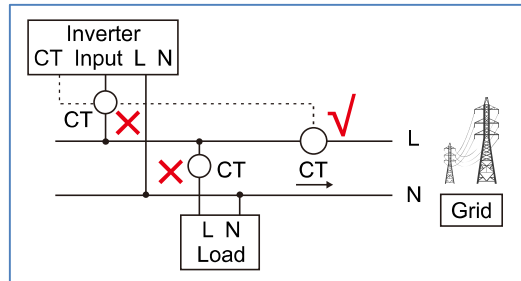 Inverter
CT Input L N
CT
L
CT
CT
N
L N
Load
Grid